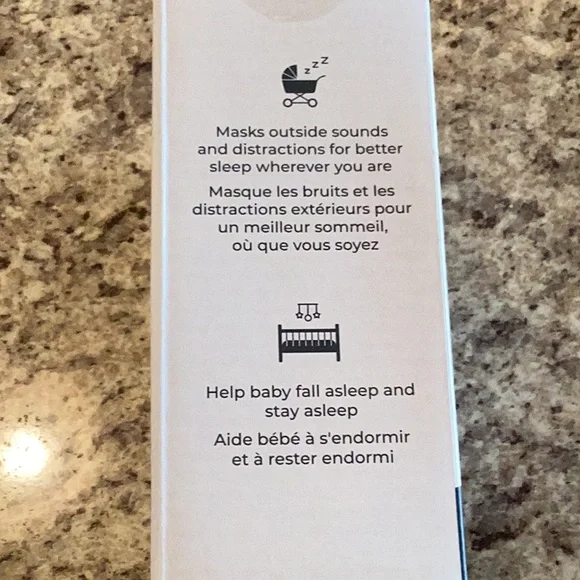 z z z
Masks outside sounds
and distractions for better
sleep wherever you are
Masque les bruits et les
distractions extérieurs pour
un meilleur sommeil,
où que vous soyez
Help baby fall asleep and
stay asleep
Aide bébé à s'endormir
et à rester endormi